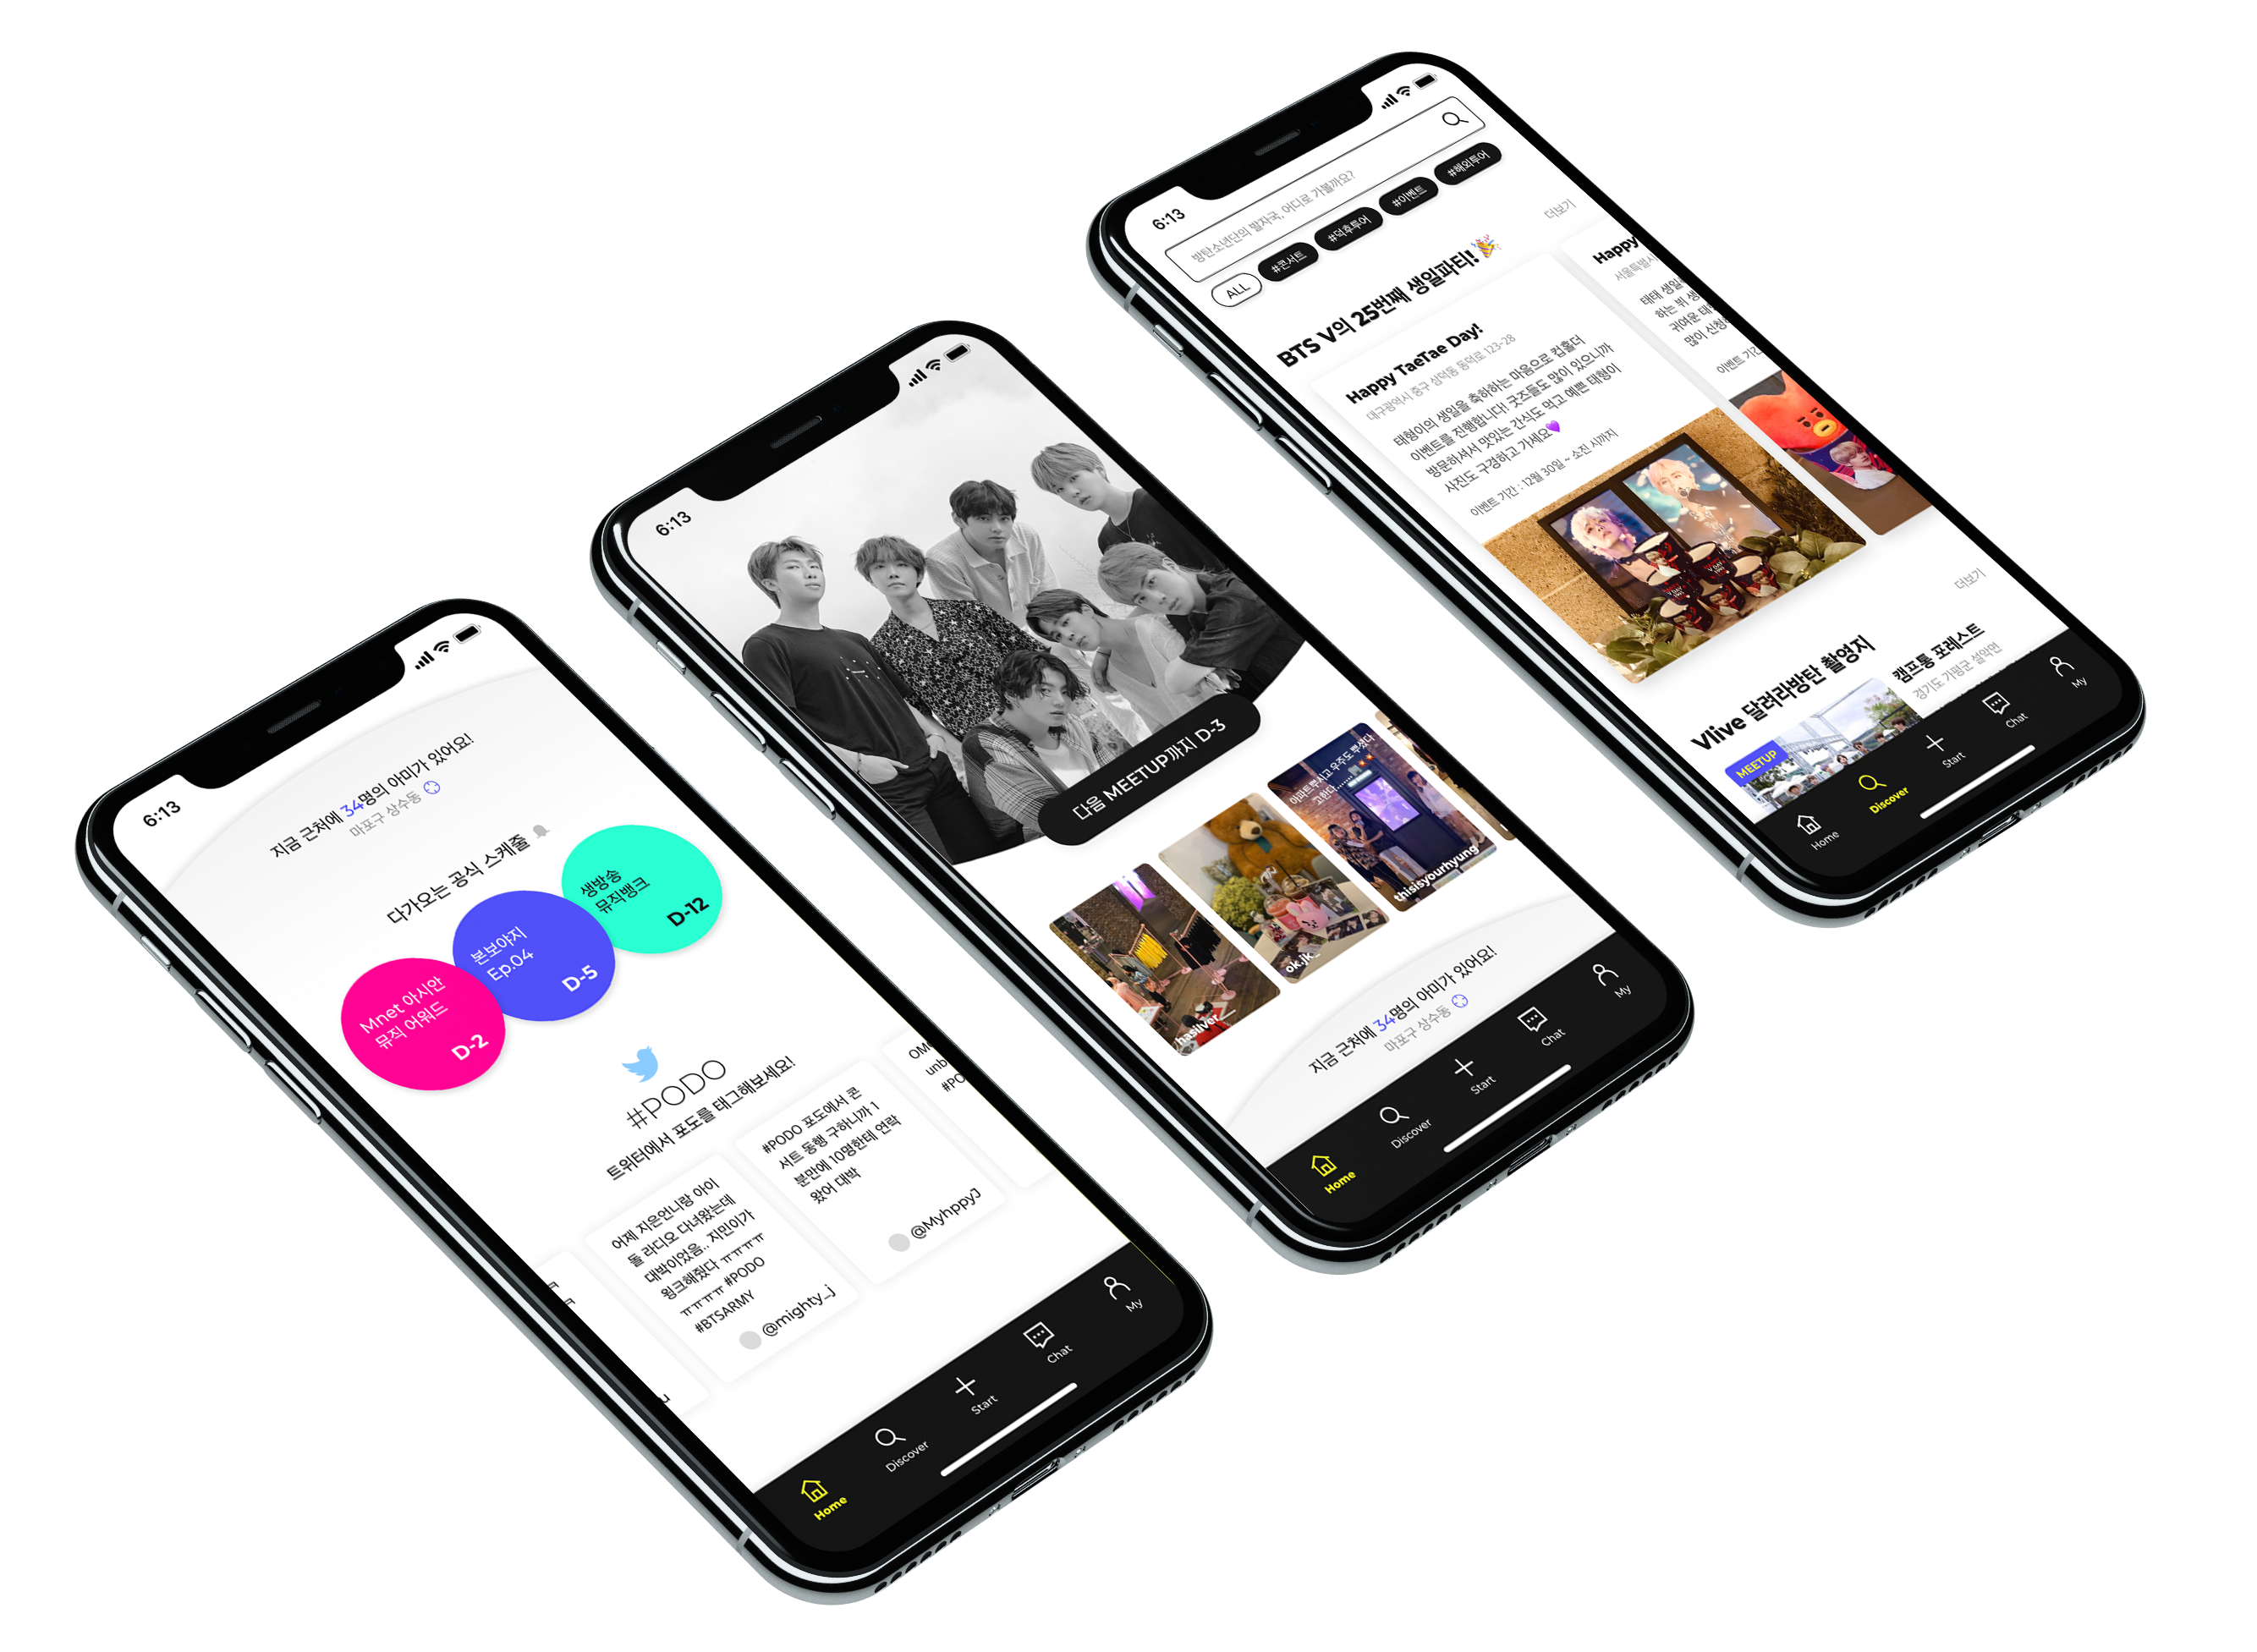 6:13
지금 근처에 34명의 아미가 있어요!
마포구 상수동
다가오는 공식 스케줄
Mnet 아시안
뮤직 어워드
D-2
본보야지
Ep.04
D-5
생방송
뮤직뱅크
D-12
#PODO
트위터에서 포도를 태그해보세요!
어제 지은언니랑 아이
돌 라디오 다녀왔는데
대박이었음.. 지민이가
윙크해줬다 ㅠㅠㅠㅠ
ㅠㅠㅠㅠ #PODO
#BTSARMY
@mighty_j
#PODO 포도에서 콘
서트 동행 구하니까 1
분만에 10명한테 연락
왔어 대박
@MyhppyJ
Home
Discover
Start
Chat
My
6:13
다음 MEETUP까지 D-3
hasliver__
ok.jk_
아파트뿌시고 우주도 뿌셨다
고한다........
thisisyourhyung
지금 근처에 34명의 아미가 있어요!
마포구 상수동
Home
Discover
Start
Chat
My
6:13
방탄소년단의 발자국, 어디로 가볼까요?
ALL
#콘서트
#덕후투어
#이벤트
#해외투어
더보기
BTS V의 25번째 생일파티!
Happy TaeTae Day!
대구광역시 중구 삼덕동 동덕로 123-28
태형이의 생일을 축하하는 마음으로 컵홀더
이벤트를 진행합니다! 굿즈들도 많이 있으니까
방문하셔서 맛있는 간식도 먹고 예쁜 태형이
사진도 구경하고 가세요💜
이벤트 기간 : 12월 30일 ~ 소진 시까지
Happy
서울특별시
태태 생일
하는 뷔 생
귀여운 태
많이 신청
이벤트 기간
더보기
Vlive 달려라방탄 촬영지
MEETUP
캠프통 포레스트
경기도 가평군 설악면
Home
Discover
Start
Chat
My